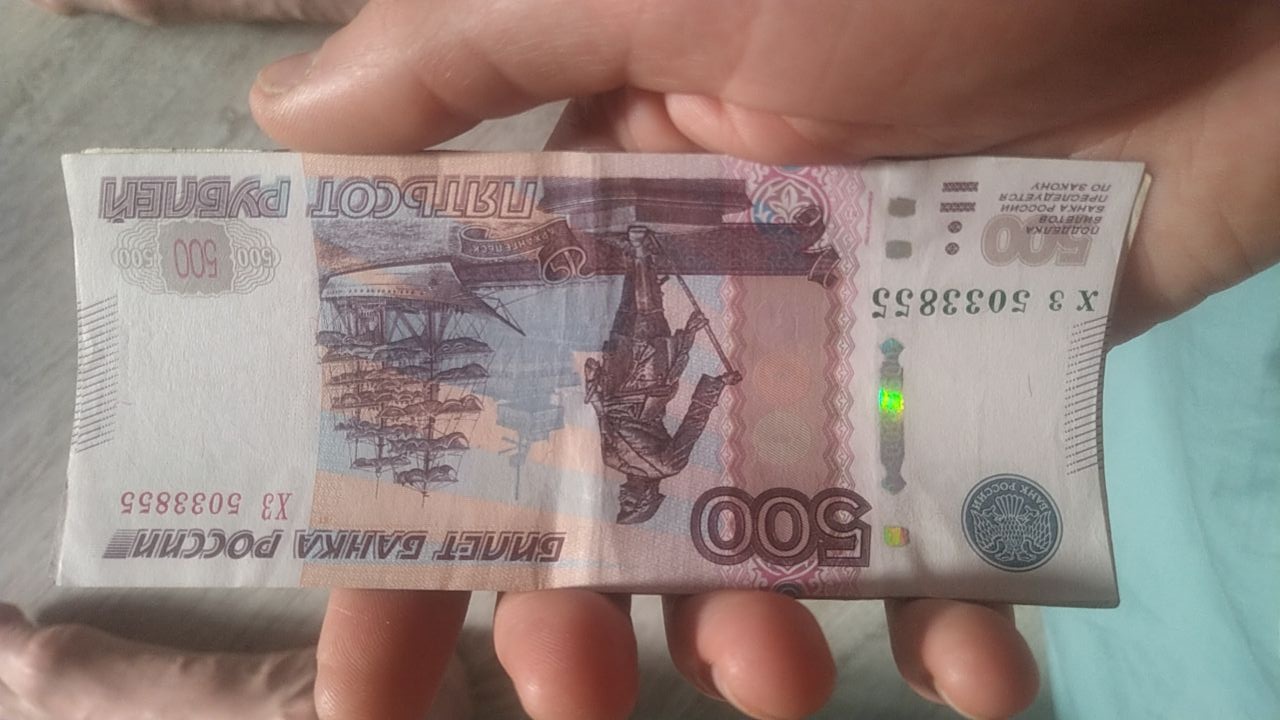 БИЛЕТ БАНКА РОССИИ
БАНК РОССИИ
500
ХЗ 5033855
Х З 5033855
АРХАНГЕЛЬСК
500 500 500
500
ПОДДЕЛКА
БИЛЕТОВ
БАНКА РОССИИ
ПРЕСЛЕДУЕТСЯ
ПО ЗАКОНУ
ПЯТЬСОТ РУБЛЕЙ